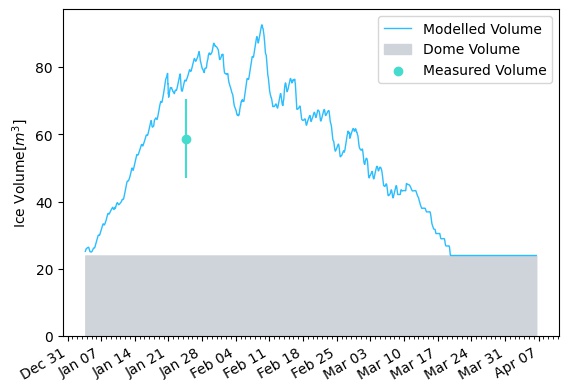 Modelled Volume
Dome Volume
Measured Volume
Ice Volume[m³]
80
60
40
20
0
Dec 31
Jan 07
Jan 14
Jan 21
Jan 28
Feb 04
Feb 11
Feb 18
Feb 25
Mar 03
Mar 10
Mar 17
Mar 24
Mar 31
Apr 07